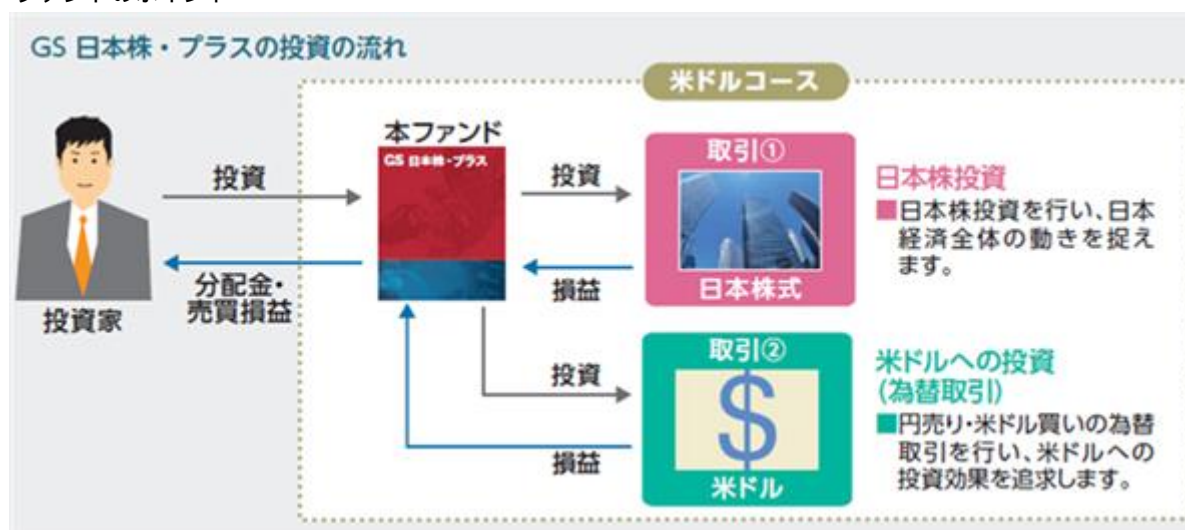 GS 日本株・プラスの投資の流れ
米ドルコース
投資家
投資
分配金・
売買損益
本ファンド
GS 日本株・プラス
投資
損益
取引①
日本株式
日本株投資
■日本株投資を行い、日本
経済全体の動きを捉え
ます。
投資
損益
取引②
$
米ドル
米ドルへの投資
(為替取引)
■円売り・米ドル買いの為替
取引を行い、米ドルへの
投資効果を追求します。